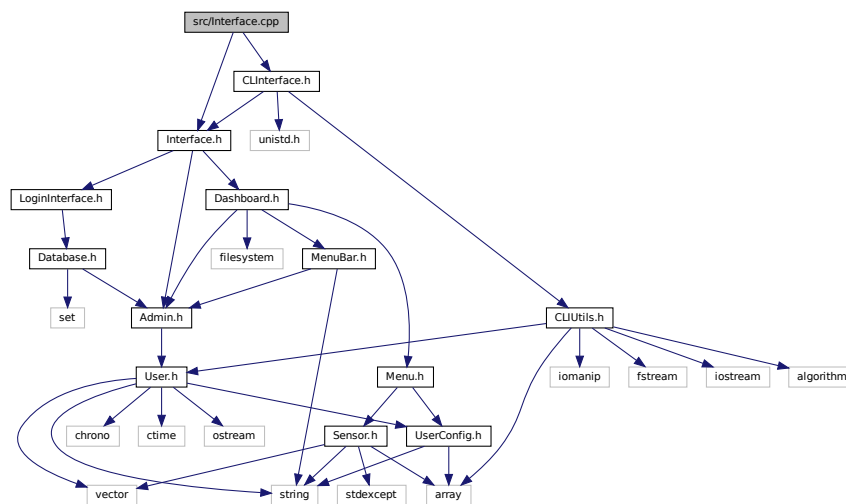 src/Interface.cpp
CLInterface.h
Interface.h
unistd.h
LoginInterface.h
Dashboard.h
Database.h
filesystem
MenuBar.h
set
Admin.h
CLIUtils.h
User.h
Menu.h
iomanip
fstream
iostream
algorithm
chrono
ctime
ostream
Sensor.h
UserConfig.h
vector
string
stdexcept
array